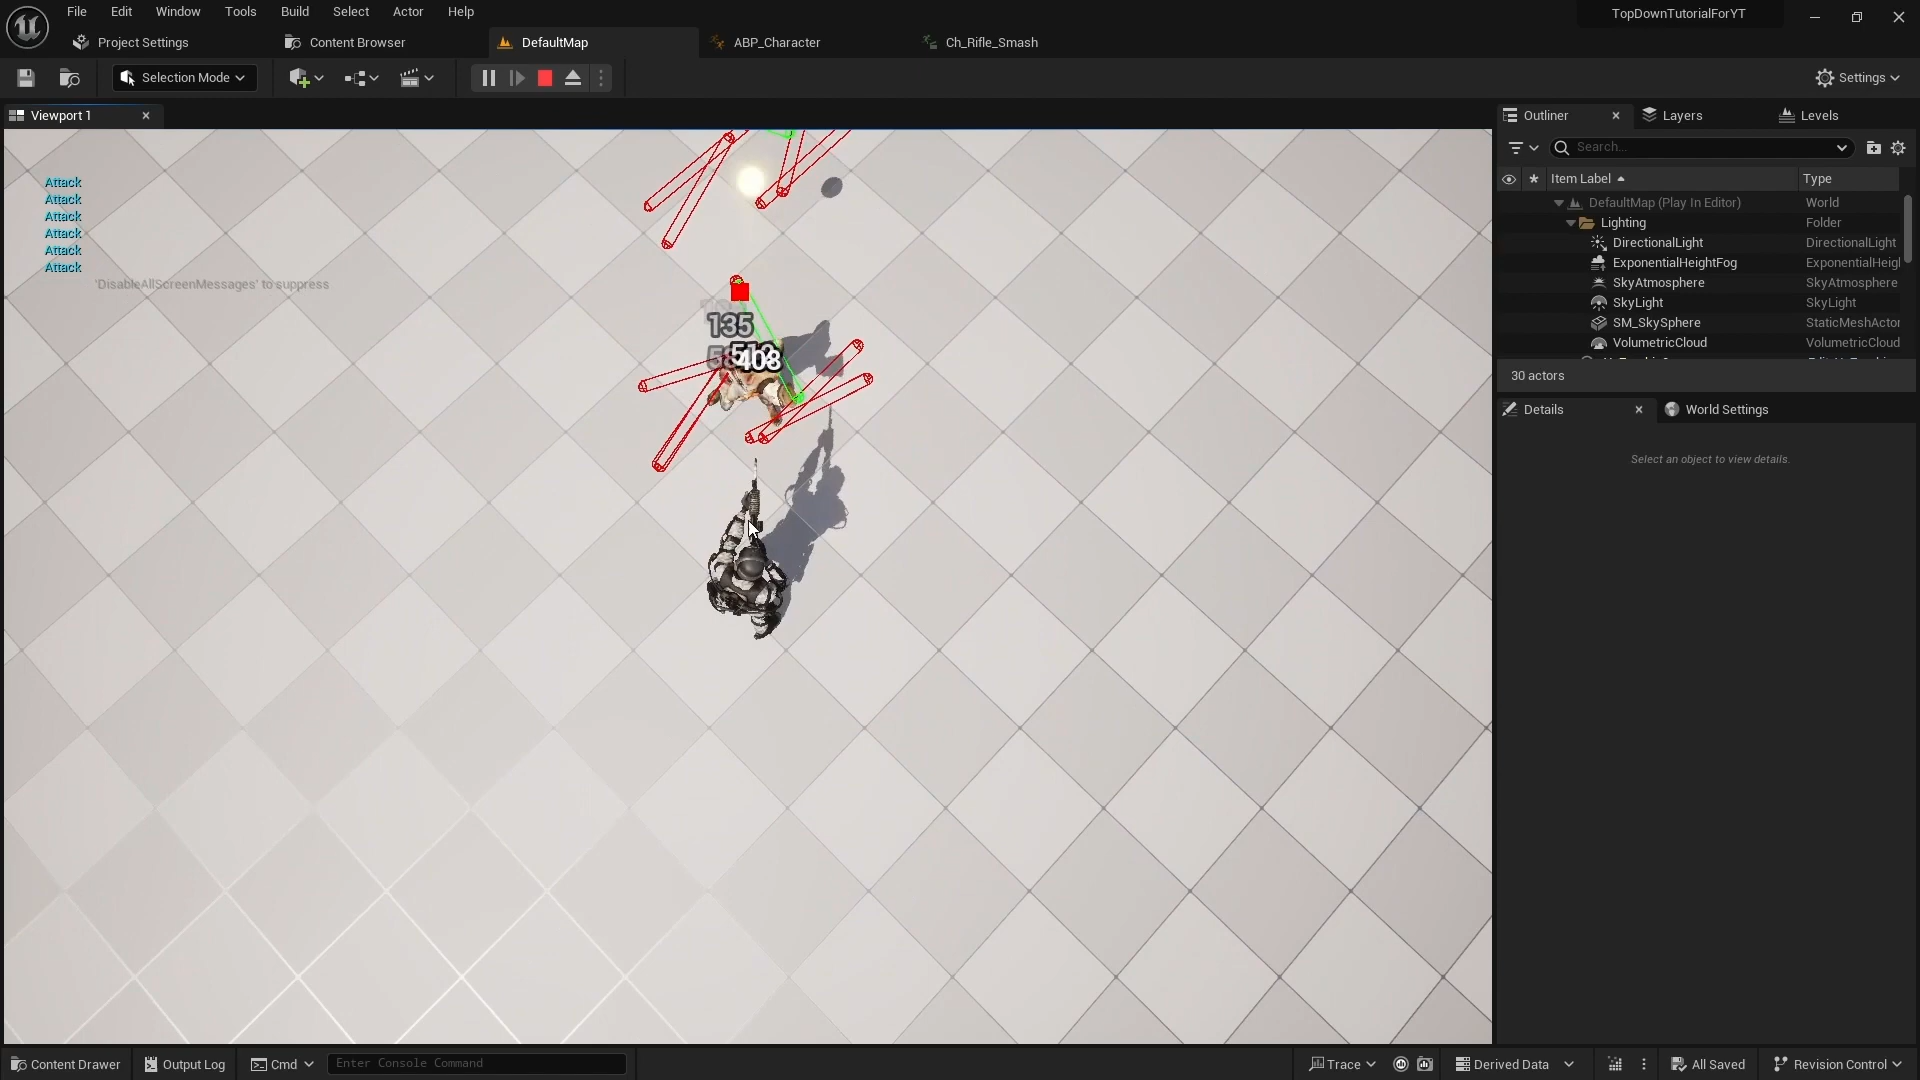 File Edit Window Tools Build Select Actor Help
TopDownTutorialForYT
Project Settings
Content Browser
DefaultMap
ABP_Character
Ch_Rifle_Smash
Selection Mode
Settings
Viewport 1
Outliner
Layers
Levels
Search...
Item Label
Type
DefaultMap (Play In Editor) World
Lighting Folder
DirectionalLight DirectionalLight
ExponentialHeightFog ExponentialHeigl
SkyAtmosphere SkyAtmosphere
SkyLight SkyLight
SM_SkySphere StaticMeshActor
VolumetricCloud VolumetricCloud
30 actors
Details
World Settings
Select an object to view details.
Attack
Attack
Attack
Attack
Attack
Attack
'DisableAllScreenMessages' to suppress
135
408
Content Drawer
Output Log
Cmd
Enter Console Command
Trace
Derived Data
All Saved
Revision Control